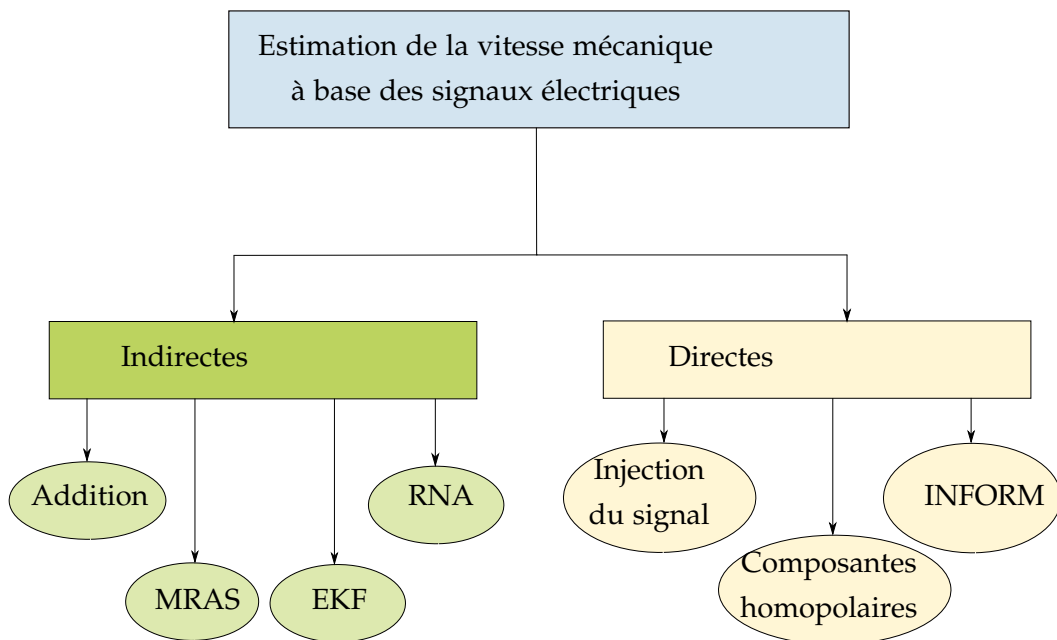 Estimation de la vitesse mécanique
à base des signaux électriques
Indirectes
Directes
Addition
MRAS
EKF
RNA
Injection
du signal
Composantes
homopolaires
INFORM